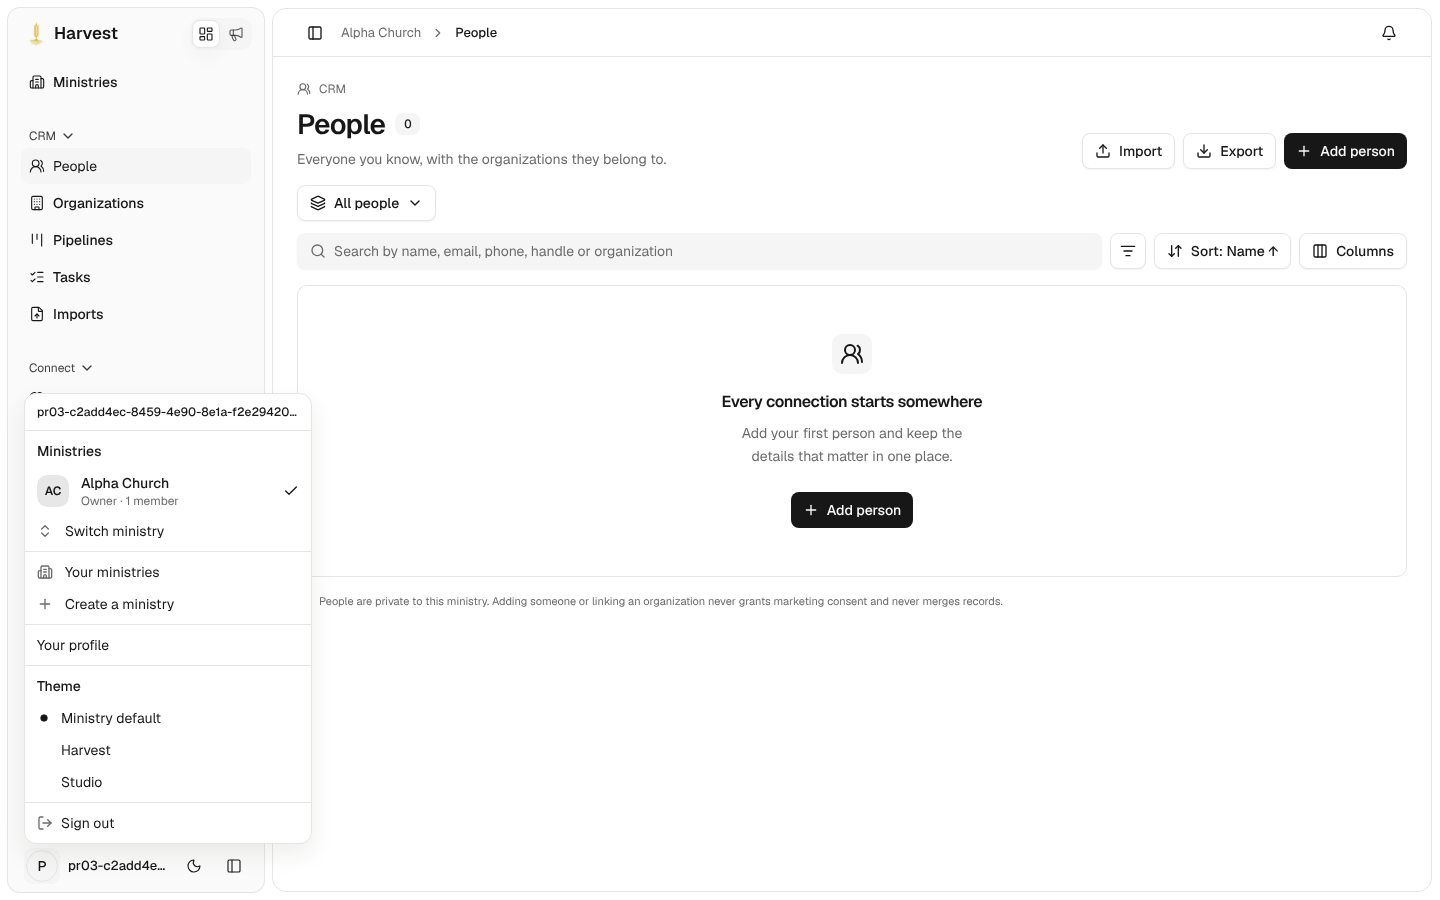 Harvest
Ministries
CRM
People
Organizations
Pipelines
Tasks
Imports
Connect
pr03-c2add4ec-8459-4e90-8e1a-f2e29420...
Ministries
AC
Alpha Church
Owner · 1 member
Switch ministry
Your ministries
Create a ministry
Your profile
Theme
Ministry default
Harvest
Studio
Sign out
P
pr03-c2add4e...
Alpha Church > People
CRM
People 0
Everyone you know, with the organizations they belong to.
Import
Export
Add person
All people
Search by name, email, phone, handle or organization
Sort: Name ↑
Columns
Every connection starts somewhere
Add your first person and keep the
details that matter in one place.
Add person
People are private to this ministry. Adding someone or linking an organization never grants marketing consent and never merges records.